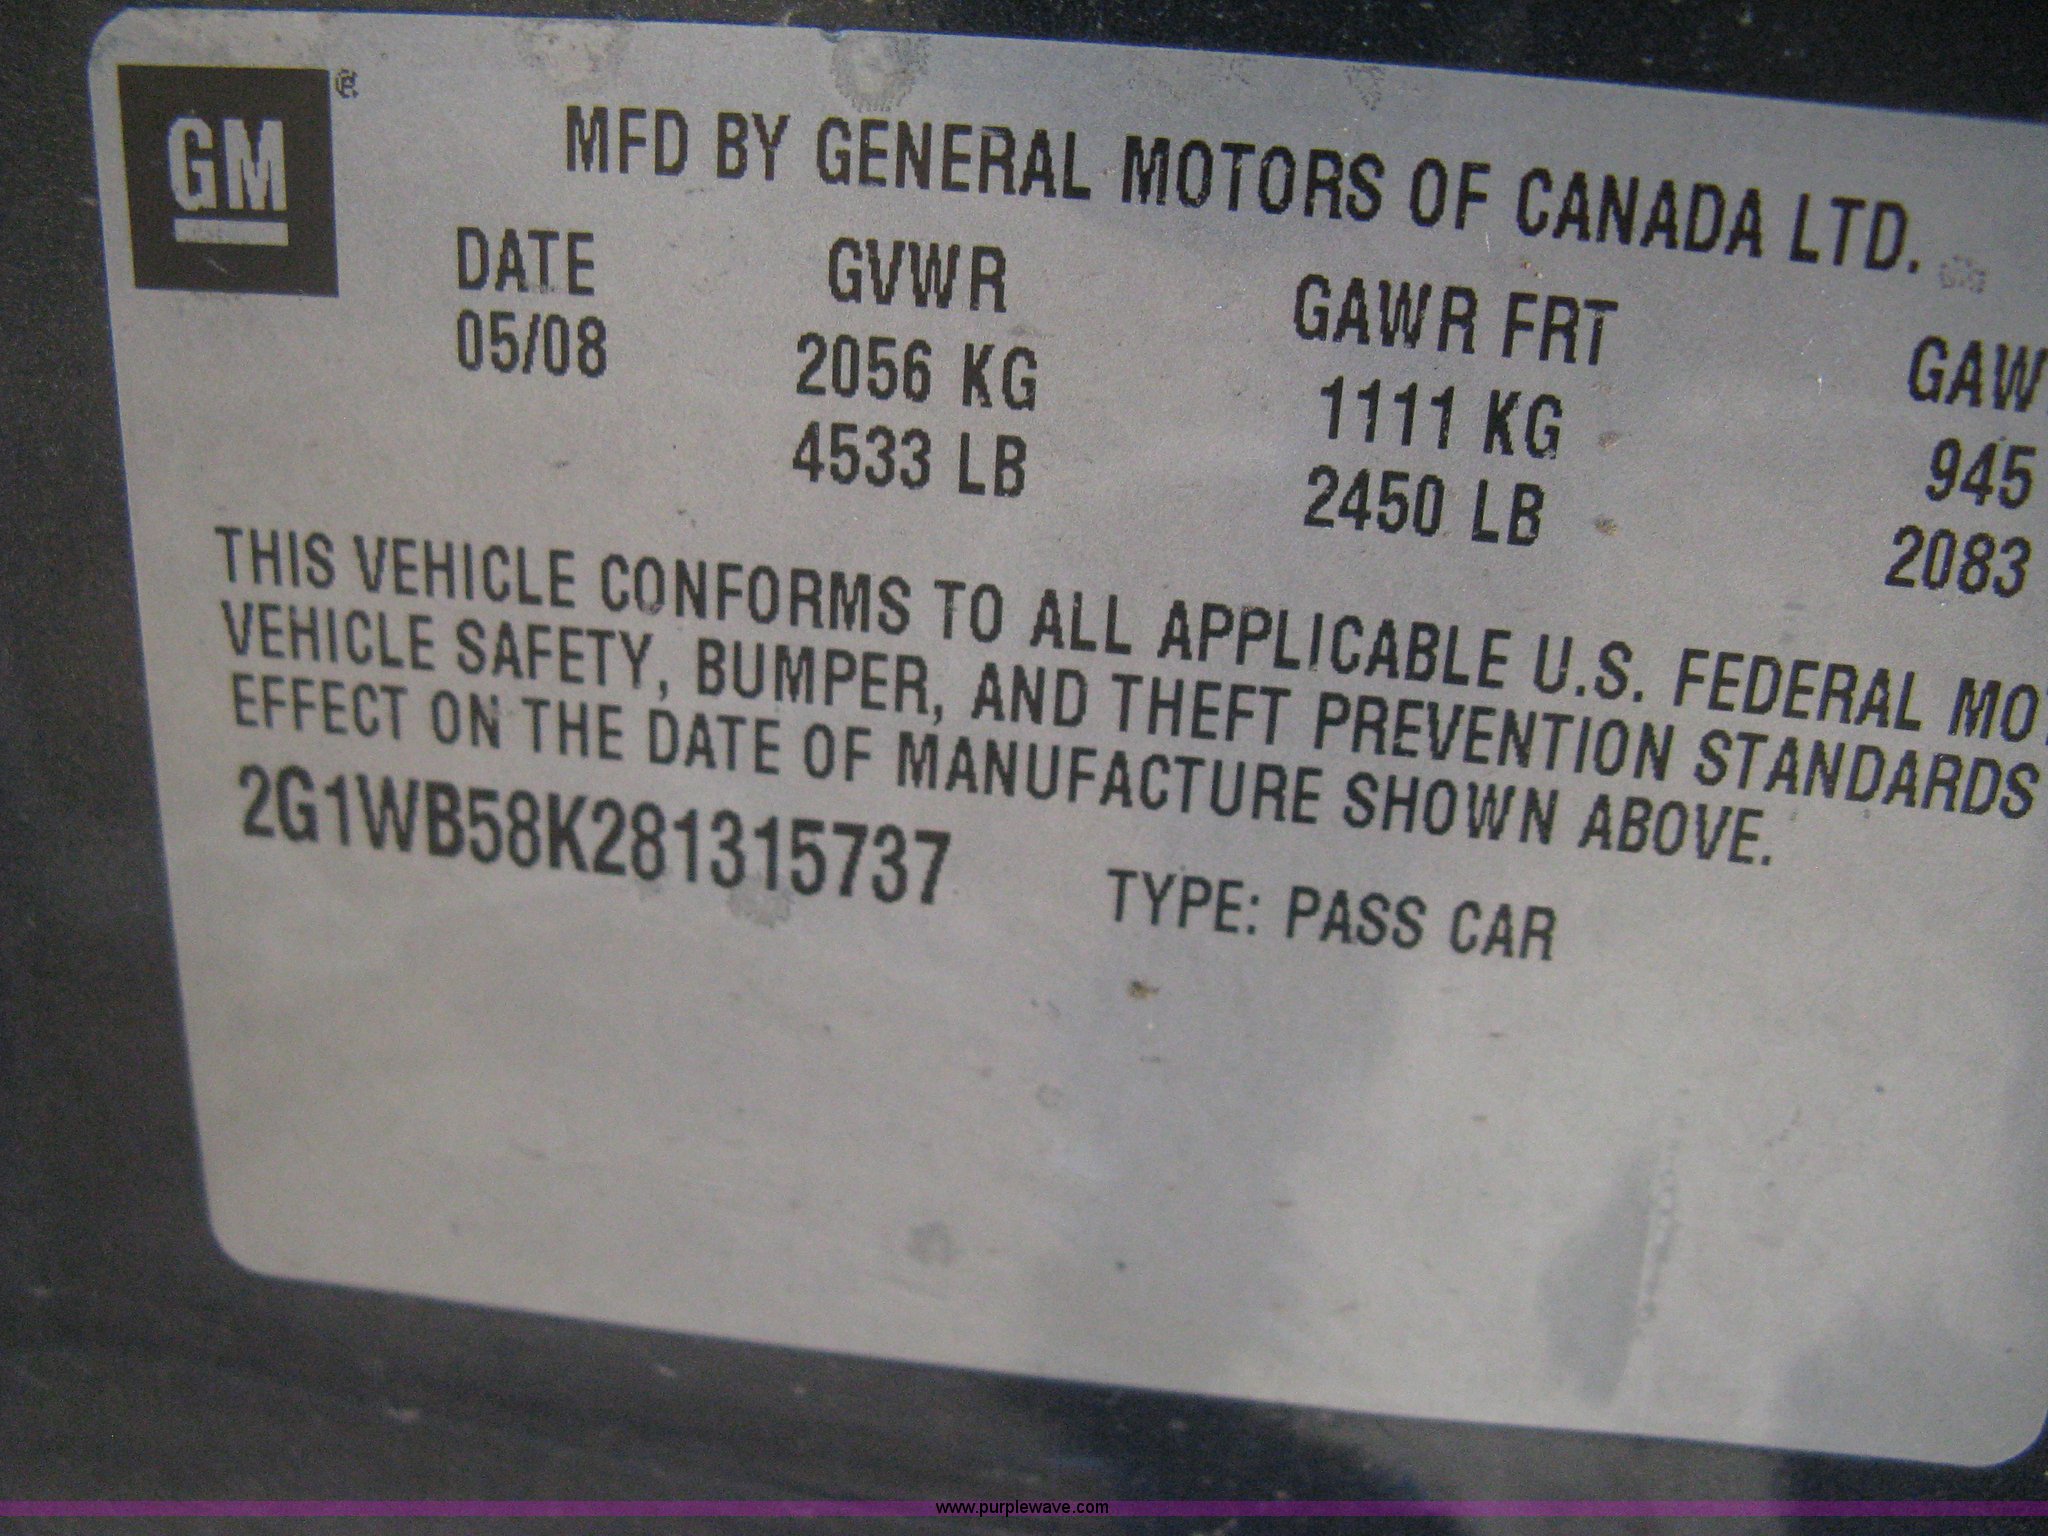 GM ®
MFD BY GENERAL MOTORS OF CANADA LTD.
DATE GVWR GAWR FRT GAW
05/08 2056 KG 1111 KG 945
4533 LB 2450 LB 2083
THIS VEHICLE CONFORMS TO ALL APPLICABLE U.S. FEDERAL MOT
VEHICLE SAFETY, BUMPER, AND THEFT PREVENTION STANDARDS
EFFECT ON THE DATE OF MANUFACTURE SHOWN ABOVE.
2G1WB58K281315737 TYPE: PASS CAR
www.purplewave.com